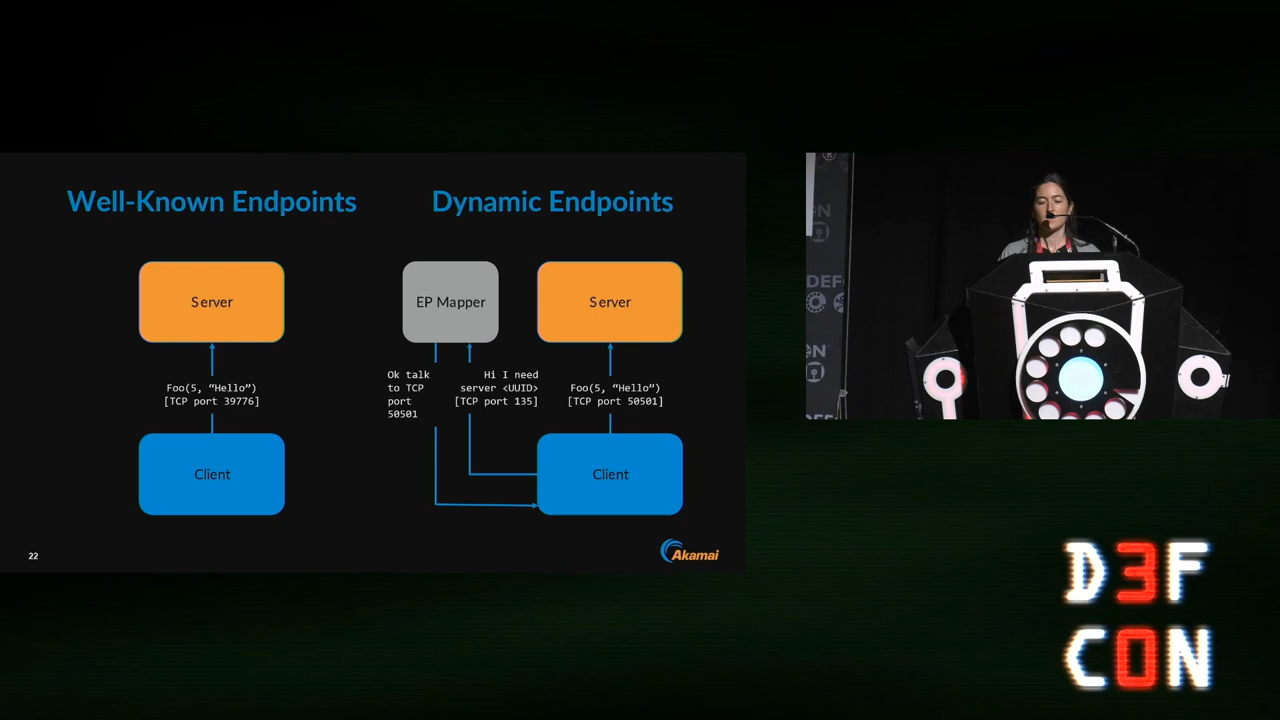 Well-Known Endpoints
Dynamic Endpoints
Server
EP Mapper
Server
Foo(5, “Hello”)
[TCP port 39776]
Ok talk
to TCP
port
50501
Hi I need
server <UUID>
[TCP port 135]
Foo(5, “Hello”)
[TCP port 50501]
Client
Client
22
Akamai
DEF
D3F
C0N